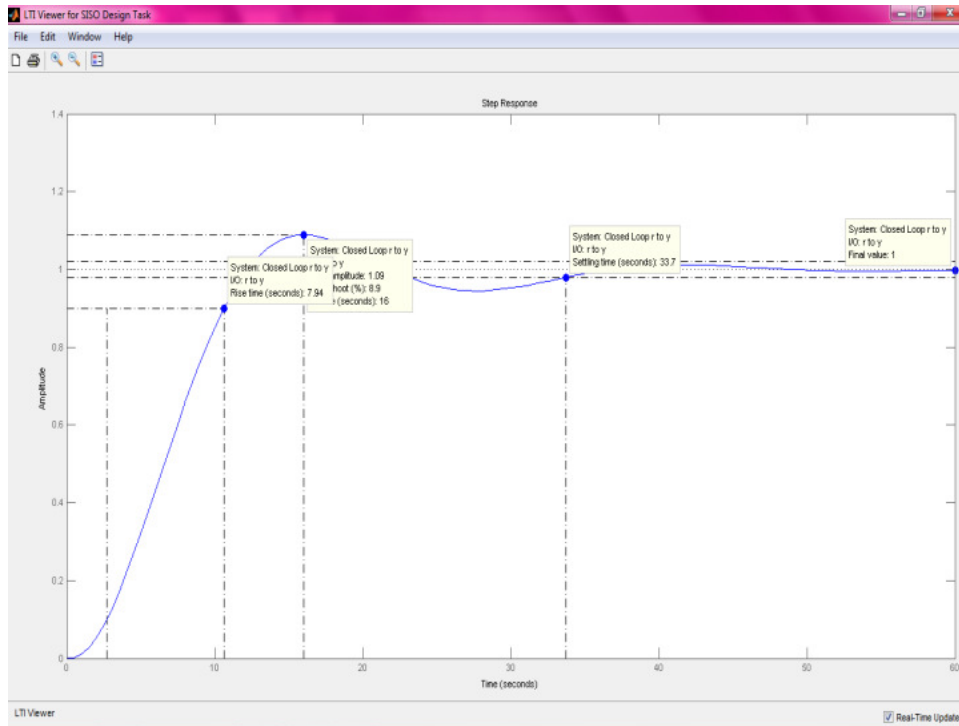 LTI Viewer for SISO Design Task
File Edit Window Help
Step Response
1.4
1.2
1
0.8
0.6
0.4
0.2
0
Amplitude
System: Closed Loop r to y
I/O: r to y
Rise time (seconds): 7.94
System: Closed Loop r to y
o y
mplitude: 1.09
hoot (%): 8.9
e (seconds): 16
System: Closed Loop r to y
I/O: r to y
Settling time (seconds): 33.7
System: Closed Loop r to y
I/O: r to y
Final value: 1
0 10 20 30 40 50 60
Time (seconds)
LTI Viewer
Real-Time Update